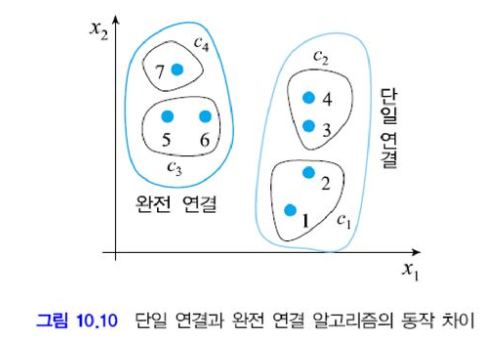 x₂
c₄
7
5 6
c₃
완전 연결
c₂
4
3
2
1
c₁
단일 연결
x₁
그림 10.10 단일 연결과 완전 연결 알고리즘의 동작 차이